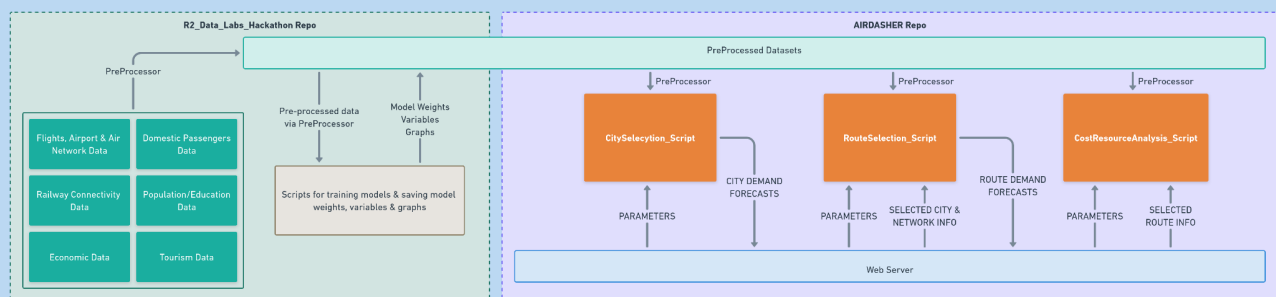 R2_Data_Labs_Hackathon Repo
AIRDASHER Repo
PreProcessed Datasets
PreProcessor
PreProcessor
PreProcessor
PreProcessor
Pre-processed data
via PreProcessor
Model Weights
Variables
Graphs
Flights, Airport & Air
Network Data
Domestic Passengers
Data
Railway Connectivity
Data
Population/Education
Data
Economic Data
Tourism Data
Scripts for training models & saving model
weights, variables & graphs
CitySelecytion_Script
RouteSelection_Script
CostResourceAnalysis_Script
CITY DEMAND
FORECASTS
ROUTE DEMAND
FORECASTS
PARAMETERS
PARAMETERS
SELECTED CITY &
NETWORK INFO
PARAMETERS
SELECTED
ROUTE INFO
Web Server